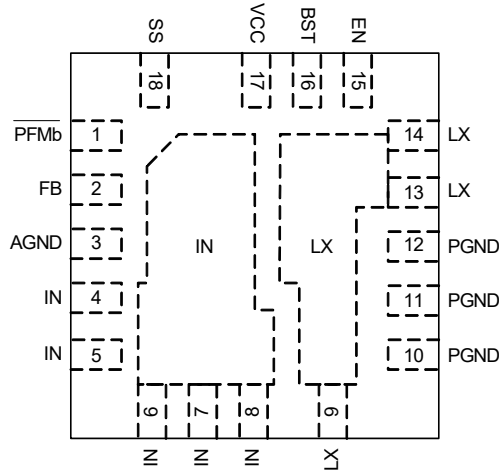 SS
VCC
BST
EN
18
17
16
15
PFMb
1
14
LX
FB
2
13
LX
AGND
3
IN
LX
12
PGND
IN
4
11
PGND
IN
5
10
PGND
6
7
8
9
IN
IN
IN
LX